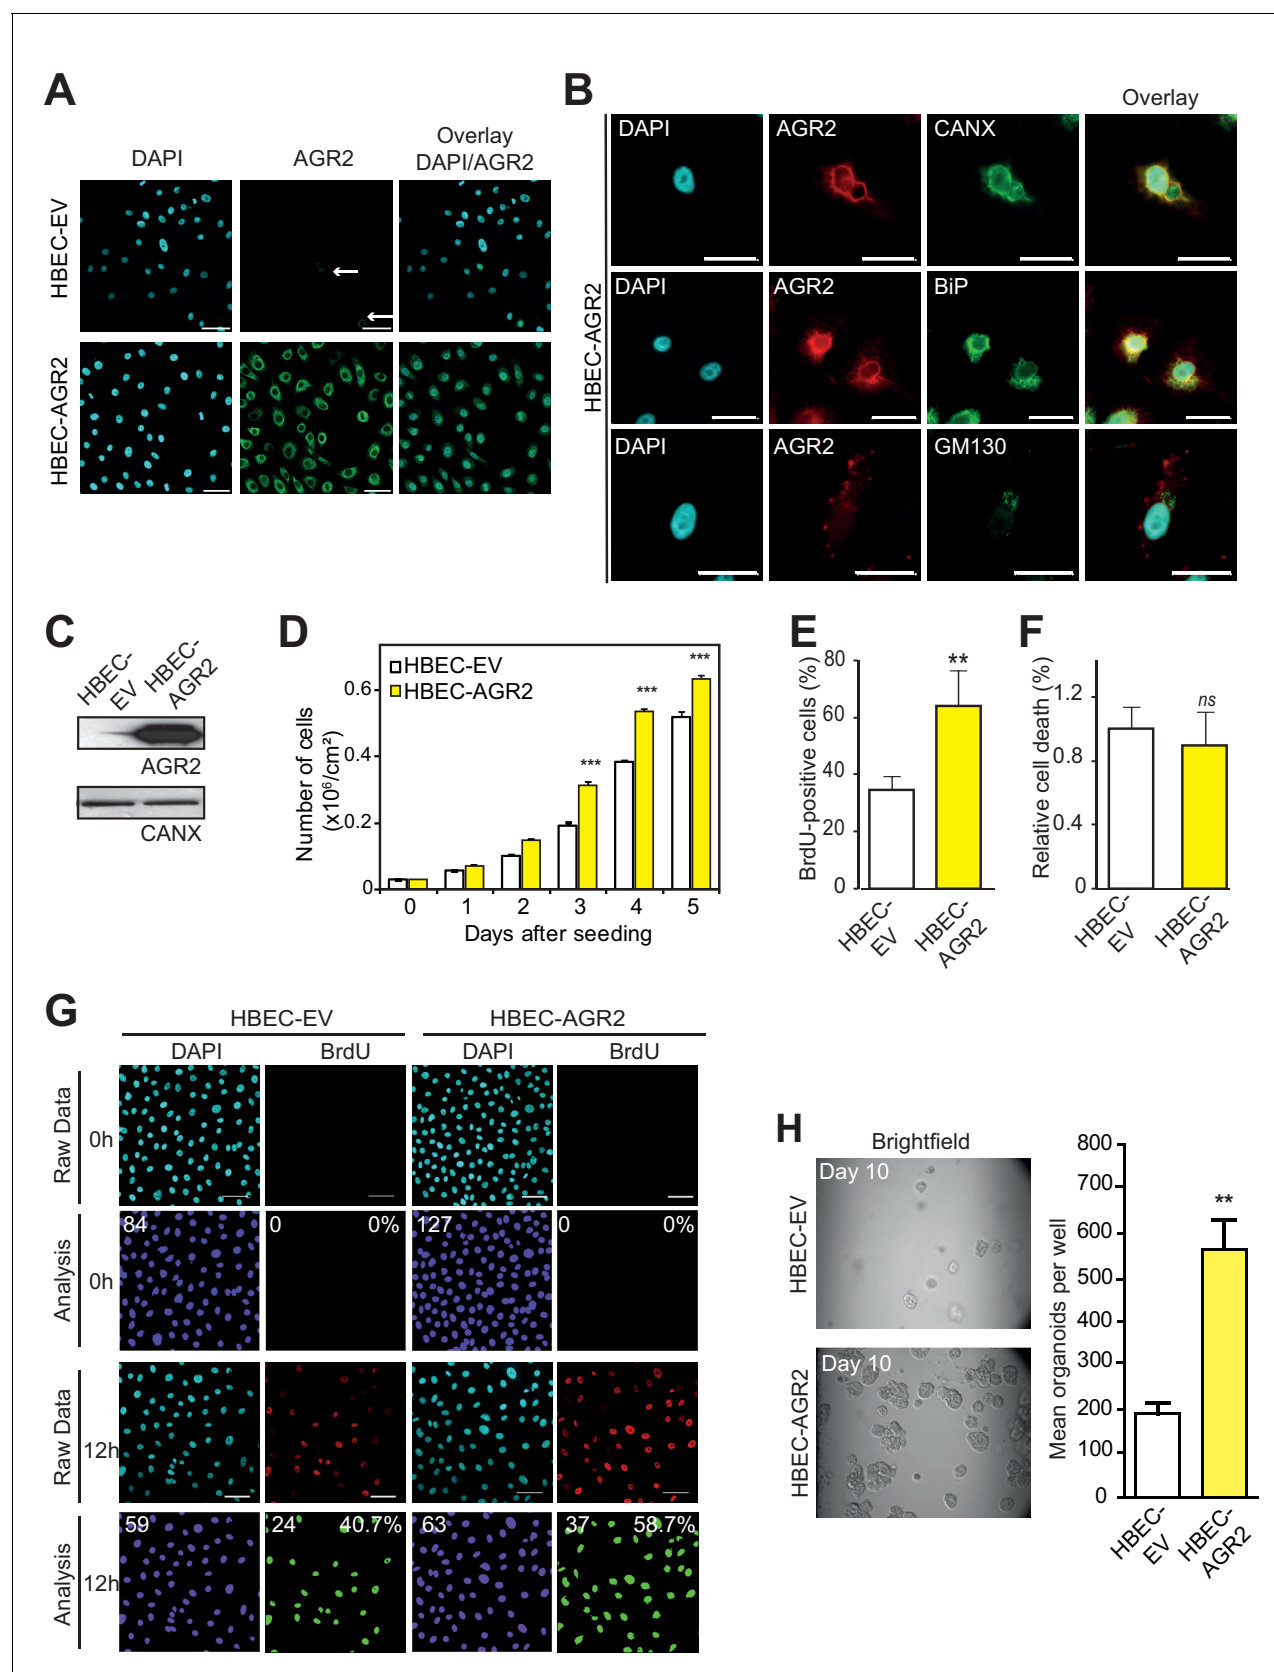 A
DAPI
AGR2
Overlay
DAPI/AGR2
HBEC-EV
HBEC-AGR2
B
Overlay
HBEC-AGR2
DAPI
AGR2
CANX
DAPI
AGR2
BiP
DAPI
AGR2
GM130
C
HBEC-
EV
HBEC-
AGR2
AGR2
CANX
D
HBEC-EV
HBEC-AGR2
Number of cells
(x10⁶/cm²)
0.6
0.4
0.2
0
***
***
***
0 1 2 3 4 5
Days after seeding
E
BrdU-positive cells (%)
80
60
40
20
0
**
HBEC-
EV
HBEC-
AGR2
F
Relative cell death (%)
1.2
0.8
0.4
0
ns
HBEC-
EV
HBEC-
AGR2
G
HBEC-EV
HBEC-AGR2
DAPI
BrdU
DAPI
BrdU
Raw Data
0h
Analysis
0h
84
0 0%
127
0 0%
Raw Data
12h
Analysis
12h
59
24 40.7%
63
37 58.7%
H
Brightfield
HBEC-EV
Day 10
HBEC-AGR2
Day 10
Mean organoids per well
800
700
600
500
400
300
200
100
0
**
HBEC-
EV
HBEC-
AGR2